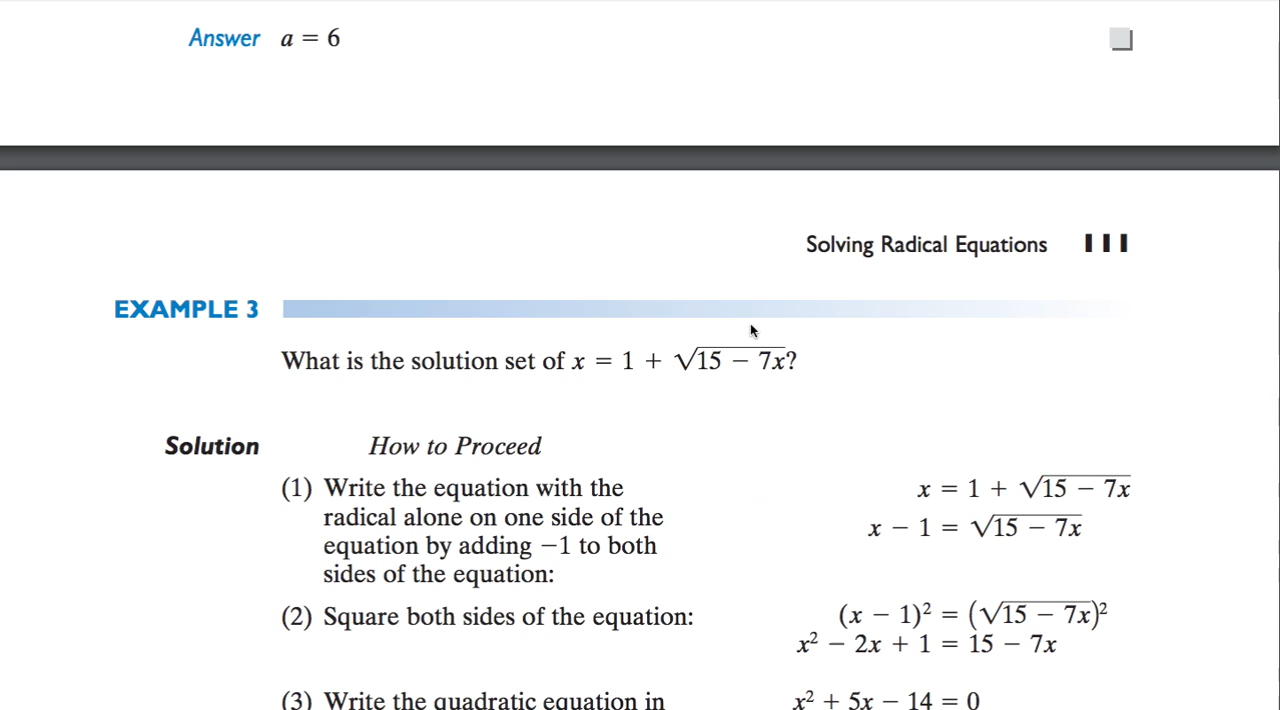 Answer a = 6
Solving Radical Equations 111
EXAMPLE 3
What is the solution set of x = 1 + √15 − 7x?
Solution How to Proceed
(1) Write the equation with the x = 1 + √15 − 7x
radical alone on one side of the x − 1 = √15 − 7x
equation by adding −1 to both
sides of the equation:
(2) Square both sides of the equation: (x − 1)² = (√15 − 7x)²
x² − 2x + 1 = 15 − 7x
(3) Write the quadratic equation in x² + 5x − 14 = 0